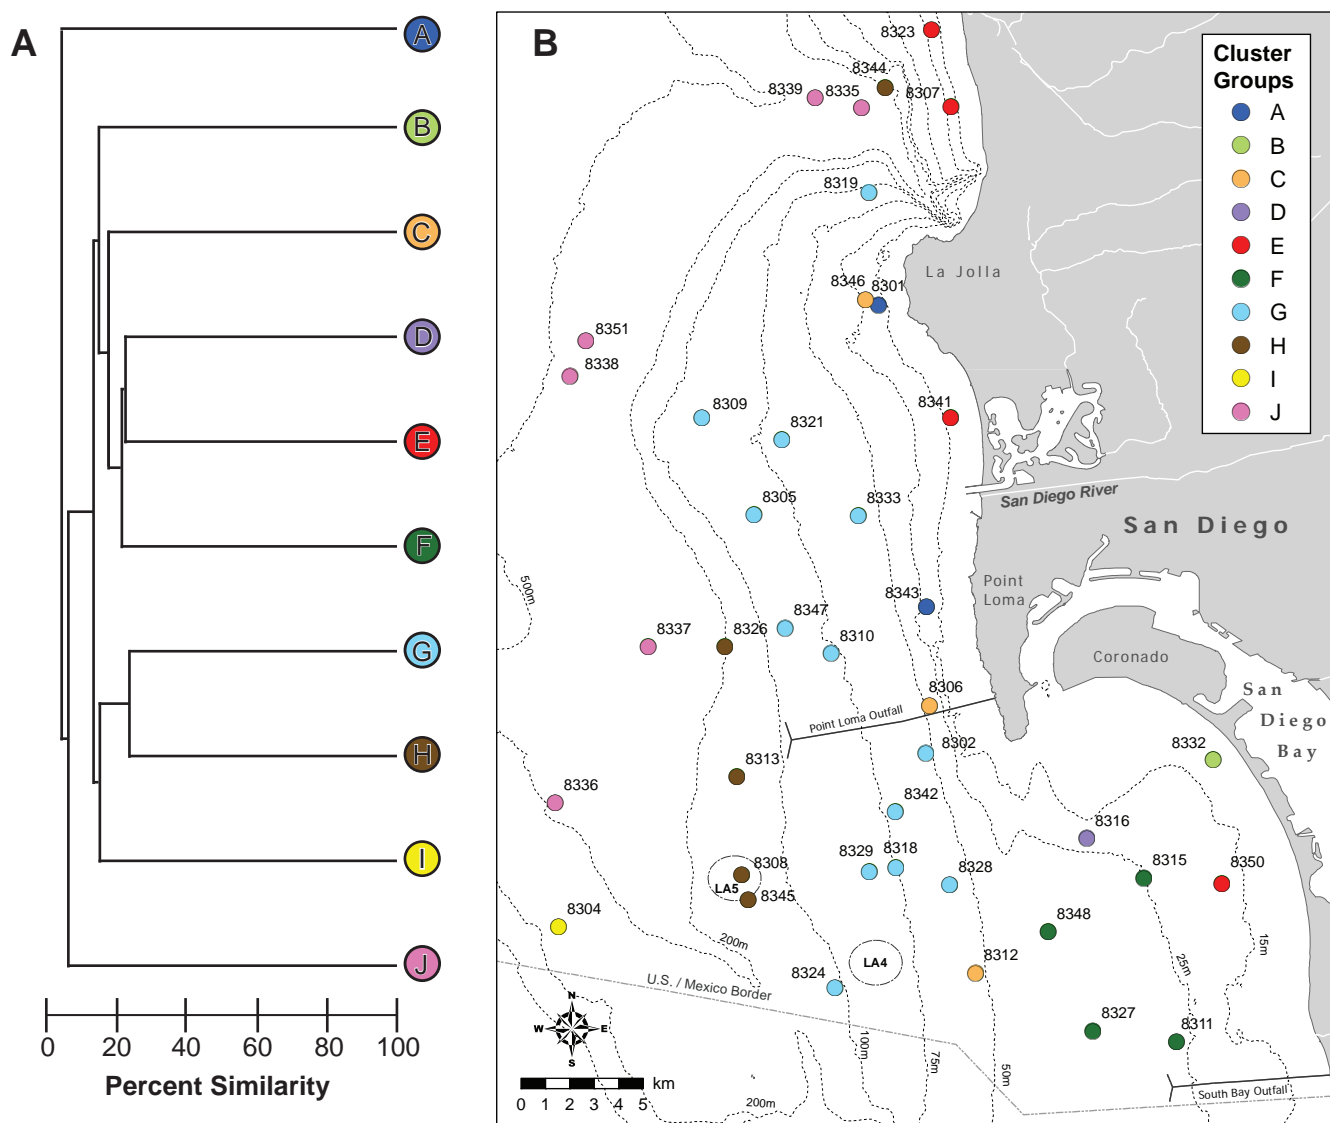 A
A
B
C
D
E
F
G
H
I
J
0 20 40 60 80 100
Percent Similarity
B
8323
8344
8339 8335 8307
8319
La Jolla
8346 8301
8351
8338
8309
8321
8341
8305
8333
San Diego River
San Diego
500m
Point
Loma
8343
8347
8337
8326
8310
Coronado
8306
Point Loma Outfall
San
Diego
Bay
8302
8332
8313
8336
8342
8316
8308
LA5
8345
8329 8318
8328
8315
8350
8304
8348
200m
LA4
8312
15m
25m
8324
U.S. / Mexico Border
8327
8311
N
W E
S
100m
75m
50m
km
0 1 2 3 4 5
200m
South Bay Outfall
Cluster
Groups
A
B
C
D
E
F
G
H
I
J